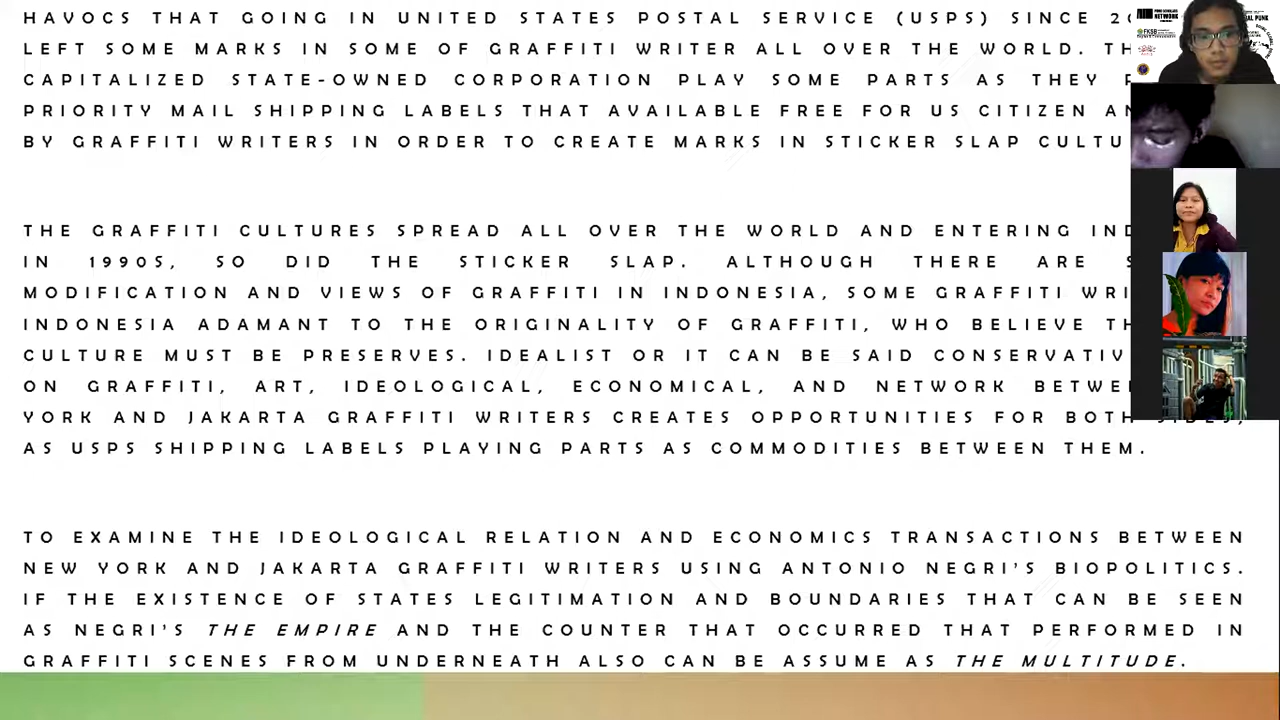 HAVOCS THAT GOING IN UNITED STATES POSTAL SERVICE (USPS) SINCE
LEFT SOME MARKS IN SOME OF GRAFFITI WRITER ALL OVER THE WORLD.
CAPITALIZED STATE-OWNED CORPORATION PLAY SOME PARTS AS THEY
PRIORITY MAIL SHIPPING LABELS THAT AVAILABLE FREE FOR US CITIZEN
BY GRAFFITI WRITERS IN ORDER TO CREATE MARKS IN STICKER SLAP
THE GRAFFITI CULTURES SPREAD ALL OVER THE WORLD AND ENTERING
IN 1990S, SO DID THE STICKER SLAP. ALTHOUGH THERE ARE
MODIFICATION AND VIEWS OF GRAFFITI IN INDONESIA, SOME GRAFFITI
INDONESIA ADAMANT TO THE ORIGINALITY OF GRAFFITI, WHO BELIEVE
CULTURE MUST BE PRESERVES. IDEALIST OR IT CAN BE SAID
ON GRAFFITI, ART, IDEOLOGICAL, ECONOMICAL, AND NETWORK
YORK AND JAKARTA GRAFFITI WRITERS CREATES OPPORTUNITIES FOR BOTH SIDES,
AS USPS SHIPPING LABELS PLAYING PARTS AS COMMODITIES BETWEEN THEM.
TO EXAMINE THE IDEOLOGICAL RELATION AND ECONOMICS TRANSACTIONS BETWEEN
NEW YORK AND JAKARTA GRAFFITI WRITERS USING ANTONIO NEGRI'S BIOPOLITICS.
IF THE EXISTENCE OF STATES LEGITIMATION AND BOUNDARIES THAT CAN BE SEEN
AS NEGRI'S THE EMPIRE AND THE COUNTER THAT OCCURRED THAT PERFORMED IN
GRAFFITI SCENES FROM UNDERNEATH ALSO CAN BE ASSUME AS THE MULTITUDE.